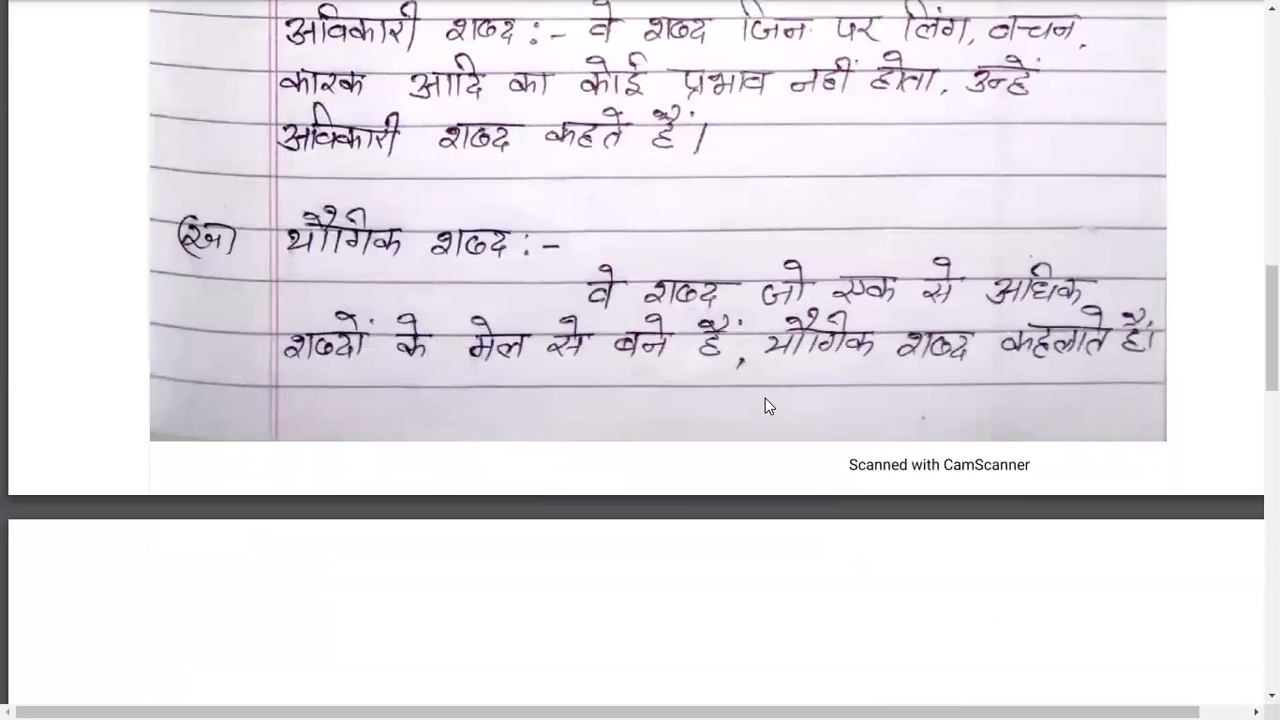 अविकारी शब्द :- वे शब्द जिन पर लिंग, वचन,
कारक आदि का कोई प्रभाव नहीं होता, उन्हें
अविकारी शब्द कहते हैं।
(ख) यौगिक शब्द :-
वे शब्द जो एक से अधिक
शब्दों के मेल से बने हैं, यौगिक शब्द कहलाते हैं।
Scanned with CamScanner